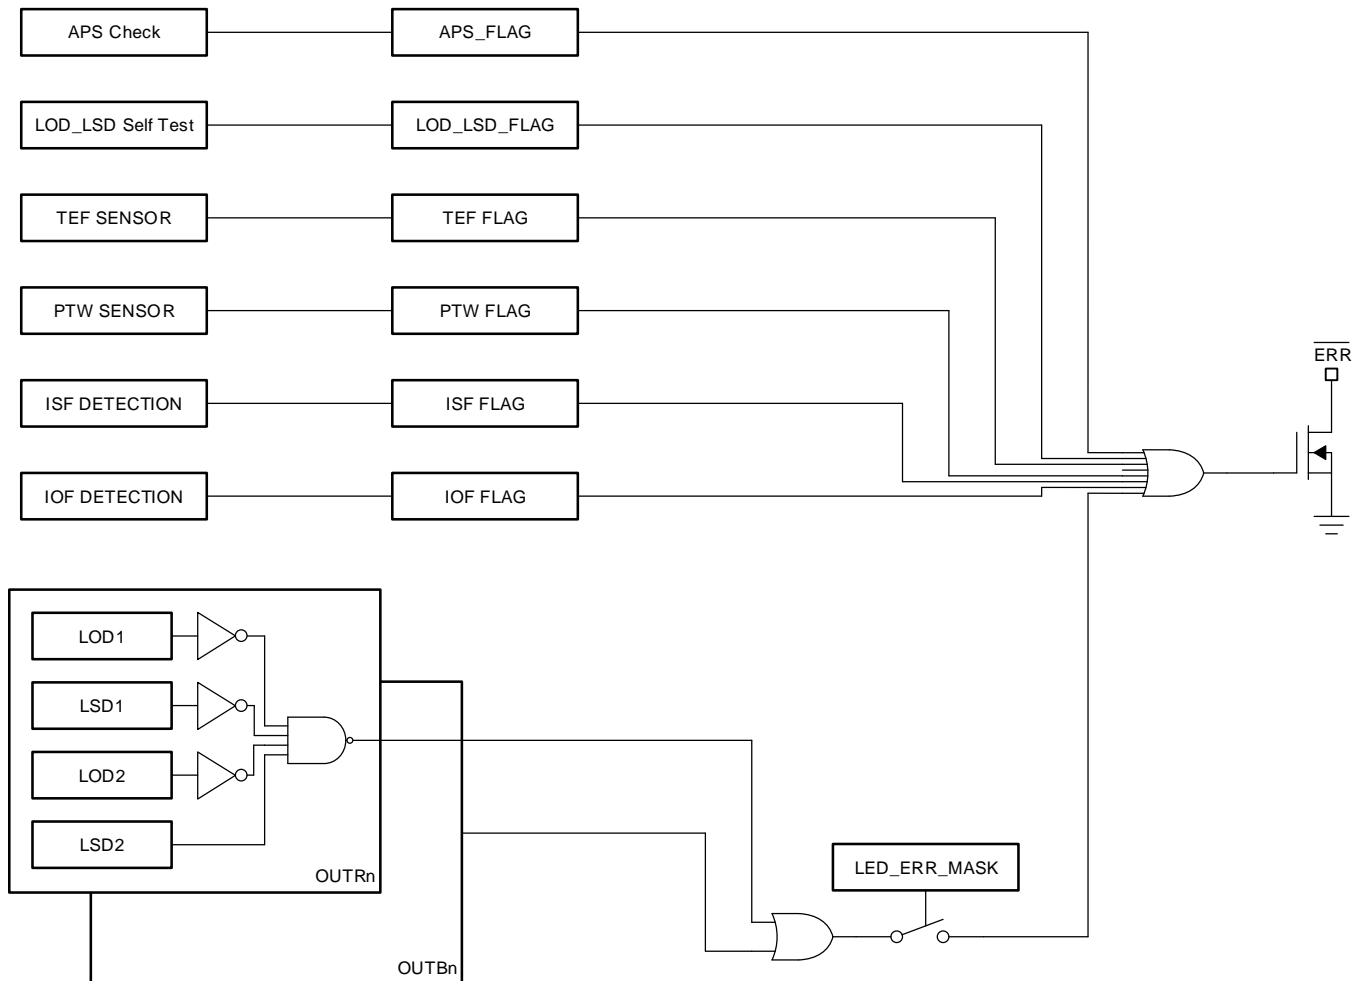 APS Check
APS_FLAG
LOD_LSD Self Test
LOD_LSD_FLAG
TEF SENSOR
TEF FLAG
PTW SENSOR
PTW FLAG
ERR
ISF DETECTION
ISF FLAG
IOF DETECTION
IOF FLAG
LOD1
LSD1
LOD2
LSD2
OUTRn
LED_ERR_MASK
OUTBn